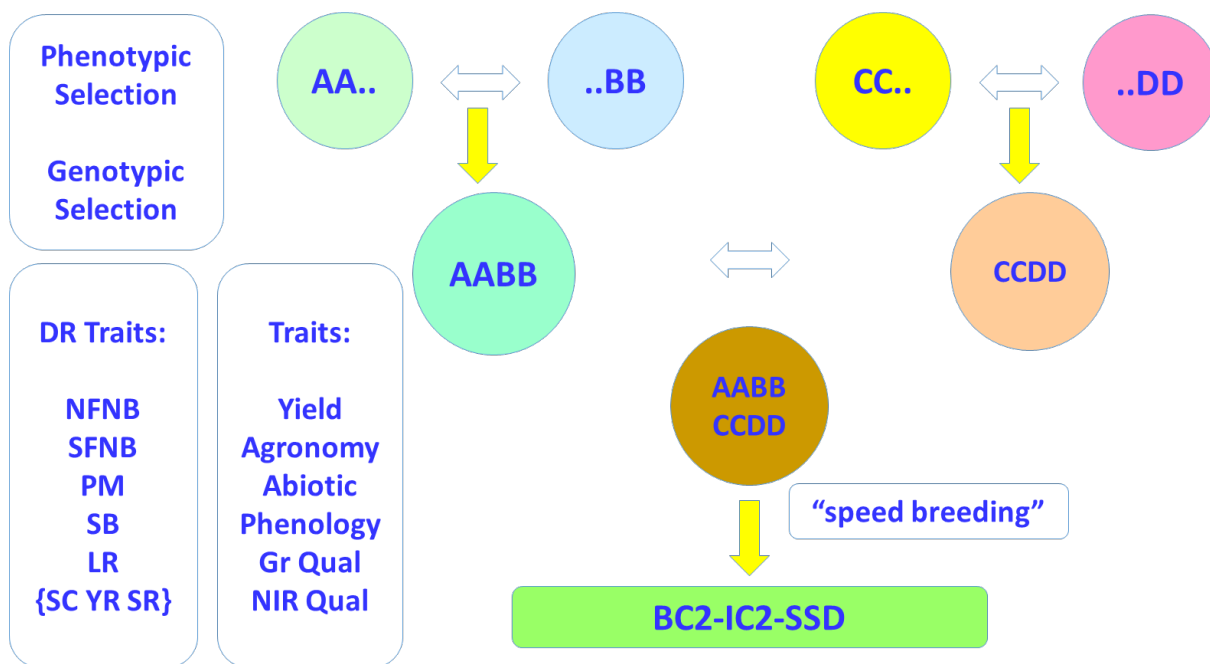 Phenotypic
Selection
Genotypic
Selection
AA..
..BB
CC..
..DD
AABB
CCDD
DR Traits:
NFNB
SFNB
PM
SB
LR
{SC YR SR}
Traits:
Yield
Agronomy
Abiotic
Phenology
Gr Qual
NIR Qual
AABB
CCDD
“speed breeding”
BC2-IC2-SSD